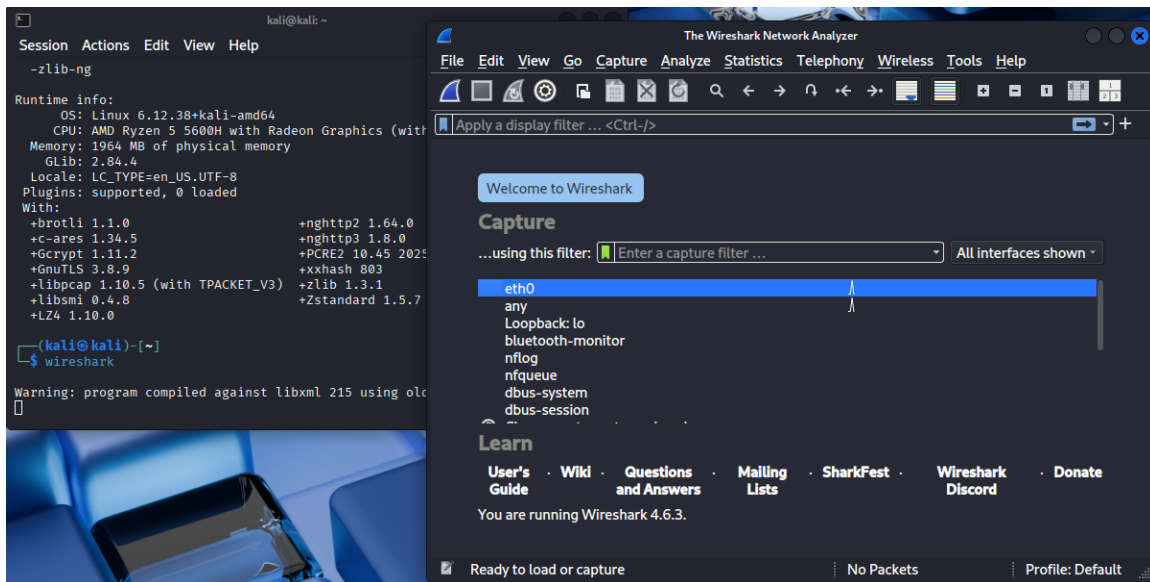 kali@kali: ~
Session Actions Edit View Help
-zlib-ng
Runtime info:
OS: Linux 6.12.38+kali-amd64
CPU: AMD Ryzen 5 5600H with Radeon Graphics (with
Memory: 1964 MB of physical memory
GLib: 2.84.4
Locale: LC_TYPE=en_US.UTF-8
Plugins: supported, 0 loaded
With:
+brotli 1.1.0 +nghttp2 1.64.0
+c-ares 1.34.5 +nghttp3 1.8.0
+Gcrypt 1.11.2 +PCRE2 10.45 2025
+GnuTLS 3.8.9 +xxhash 803
+libpcap 1.10.5 (with TPACKET_V3) +zlib 1.3.1
+libsmi 0.4.8 +Zstandard 1.5.7
+LZ4 1.10.0
┌──(kali㉿kali)-[~]
└─$ wireshark
Warning: program compiled against libxml 215 using old
The Wireshark Network Analyzer
File Edit View Go Capture Analyze Statistics Telephony Wireless Tools Help
Apply a display filter … <Ctrl-/>
Welcome to Wireshark
Capture
…using this filter: Enter a capture filter … All interfaces shown
eth0
any
Loopback: lo
bluetooth-monitor
nflog
nfqueue
dbus-system
dbus-session
Learn
User's Guide · Wiki · Questions and Answers · Mailing Lists · SharkFest · Wireshark Discord · Donate
You are running Wireshark 4.6.3.
Ready to load or capture No Packets Profile: Default